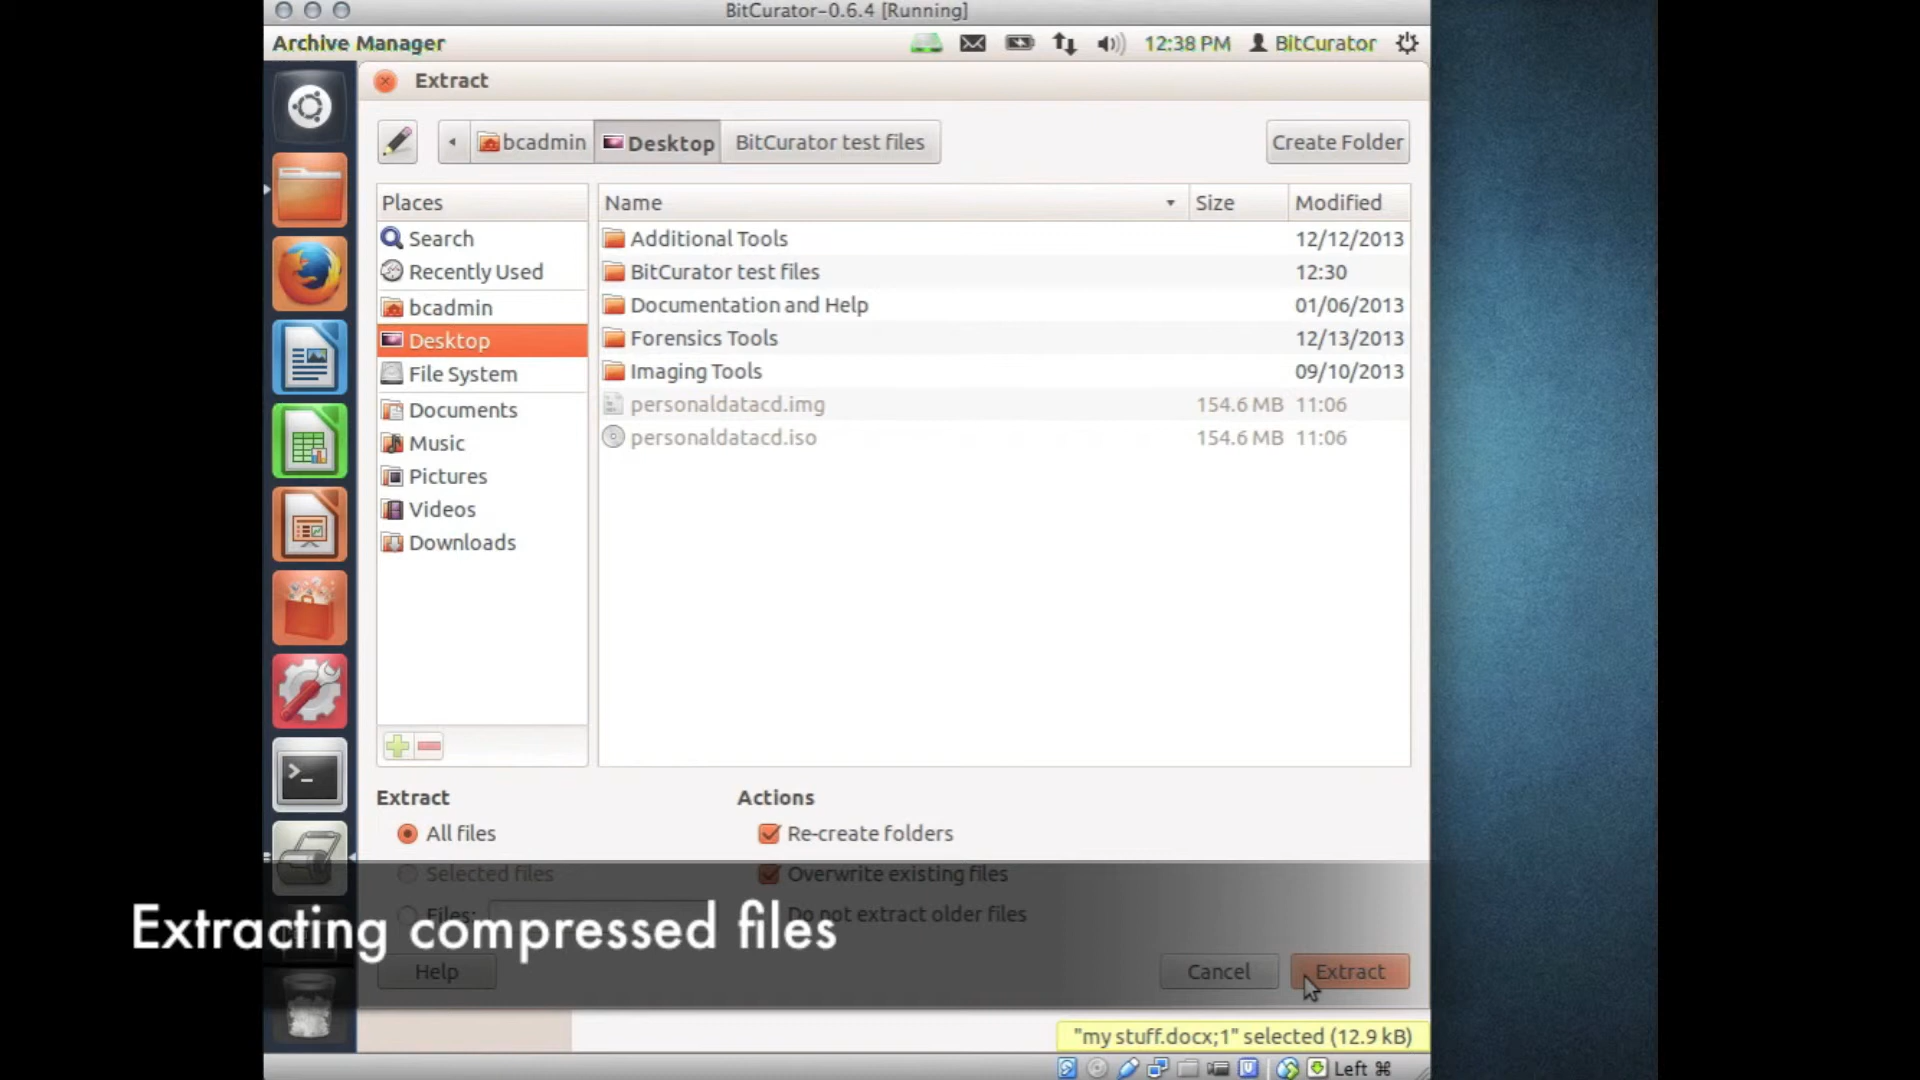 BitCurator-0.6.4 [Running]
Archive Manager
12:38 PM
BitCurator
Extract
bcadmin
Desktop
BitCurator test files
Create Folder
Places
Name
Size
Modified
Search
Additional Tools
12/12/2013
Recently Used
BitCurator test files
12:30
bcadmin
Documentation and Help
01/06/2013
Desktop
Forensics Tools
12/13/2013
File System
Imaging Tools
09/10/2013
Documents
personaldatacd.img
154.6 MB
11:06
Music
personaldatacd.iso
154.6 MB
11:06
Pictures
Videos
Downloads
Extract
Actions
All files
Re-create folders
Selected files
Overwrite existing files
Files:
Do not extract older files
Extracting compressed files
Help
Cancel
Extract
"my stuff.docx;1" selected (12.9 kB)
Left ⌘